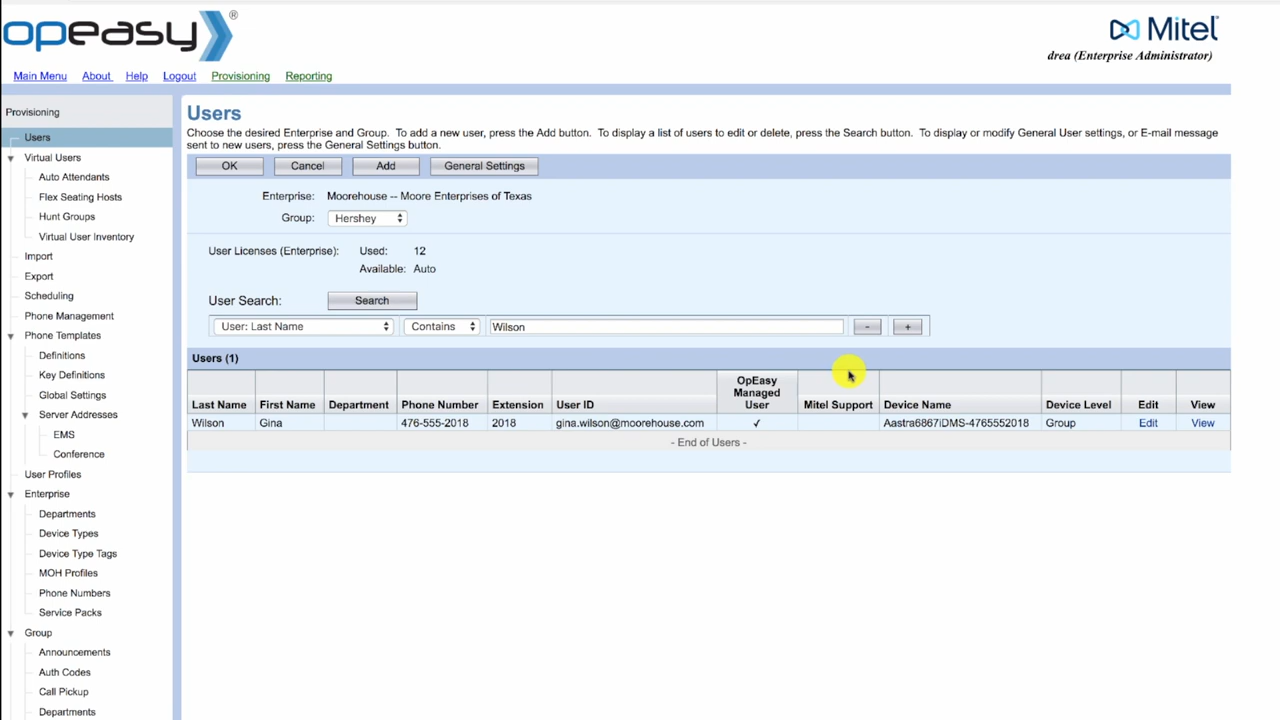 opeasy®
Mitel®
drea (Enterprise Administrator)
Main Menu About Help Logout Provisioning Reporting
Provisioning
Users
Virtual Users
Auto Attendants
Flex Seating Hosts
Hunt Groups
Virtual User Inventory
Import
Export
Scheduling
Phone Management
Phone Templates
Definitions
Key Definitions
Global Settings
Server Addresses
EMS
Conference
User Profiles
Enterprise
Departments
Device Types
Device Type Tags
MOH Profiles
Phone Numbers
Service Packs
Group
Announcements
Auth Codes
Call Pickup
Departments
Users
Choose the desired Enterprise and Group. To add a new user, press the Add button. To display a list of users to edit or delete, press the Search button. To display or modify General User settings, or E-mail message
sent to new users, press the General Settings button.
OK Cancel Add General Settings
Enterprise: Moorehouse -- Moore Enterprises of Texas
Group: Hershey
User Licenses (Enterprise): Used: 12
Available: Auto
User Search: Search
User: Last Name Contains Wilson - +
Users (1)
Last Name First Name Department Phone Number Extension User ID OpEasy Managed User Mitel Support Device Name Device Level Edit View
Wilson Gina 476-555-2018 2018 gina.wilson@moorehouse.com ✓ Aastra6867iDMS-4765552018 Group Edit View
- End of Users -